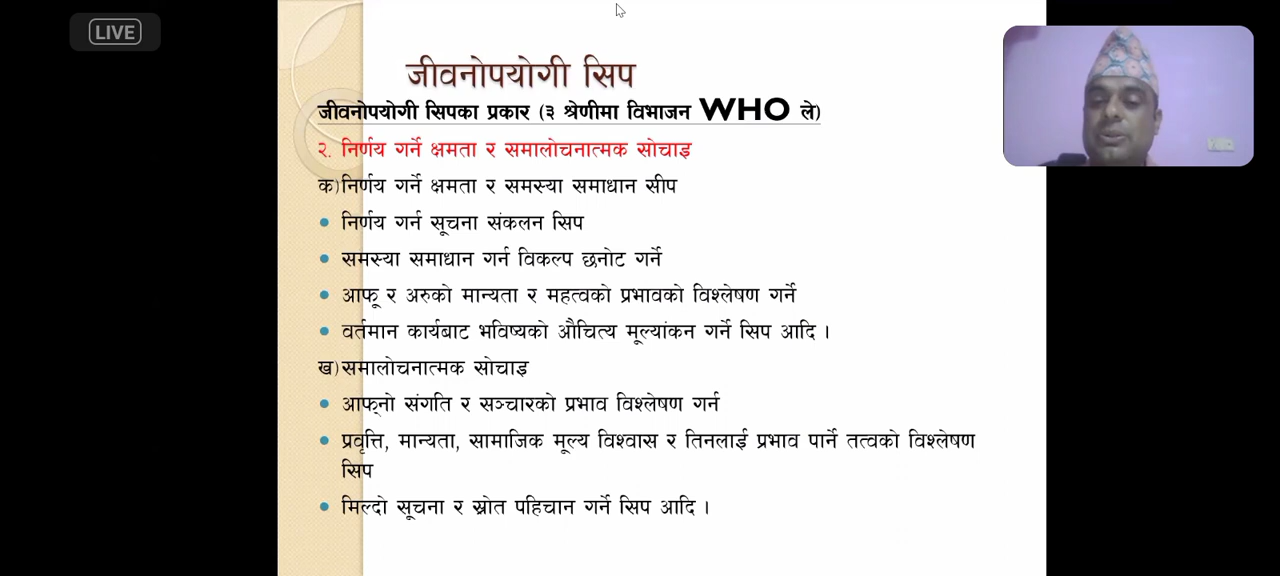 LIVE
जीवनोपयोगी सिप
जीवनोपयोगी सिपका प्रकार (३ श्रेणीमा विभाजन WHO ले)
२. निर्णय गर्ने क्षमता र समालोचनात्मक सोचाइ
क)निर्णय गर्ने क्षमता र समस्या समाधान सीप
निर्णय गर्न सूचना संकलन सिप
समस्या समाधान गर्न विकल्प छनोट गर्ने
आफू र अरुको मान्यता र महत्वको प्रभावको विश्लेषण गर्ने
वर्तमान कार्यबाट भविष्यको औचित्य मूल्यांकन गर्ने सिप आदि ।
ख)समालोचनात्मक सोचाइ
आफ्नो संगति र सञ्चारको प्रभाव विश्लेषण गर्न
प्रवृत्ति, मान्यता, सामाजिक मूल्य विश्वास र तिनलाई प्रभाव पार्ने तत्वको विश्लेषण
सिप
मिल्दो सूचना र स्रोत पहिचान गर्ने सिप आदि ।